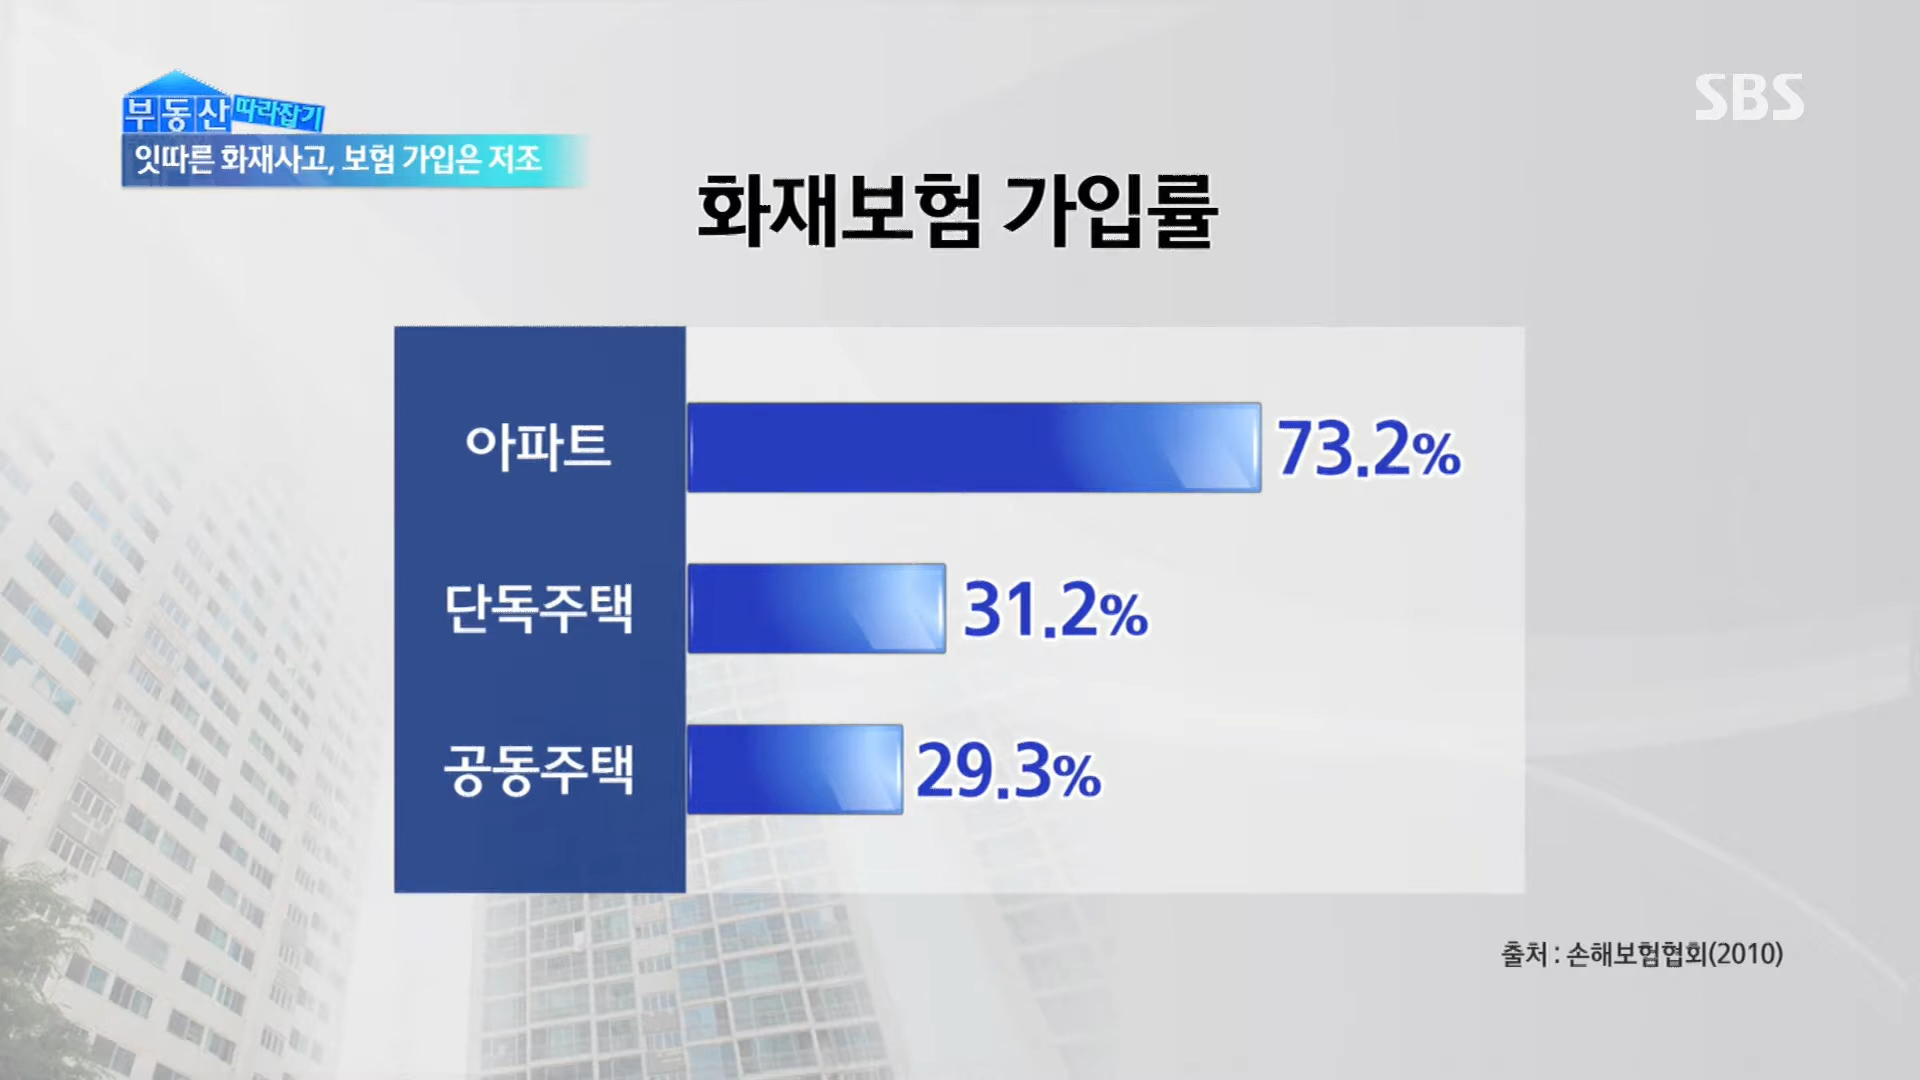 부동산 따라잡기
SBS
잇따른 화재사고, 보험 가입은 저조
화재보험 가입률
아파트 73.2%
단독주택 31.2%
공동주택 29.3%
출처 : 손해보험협회(2010)